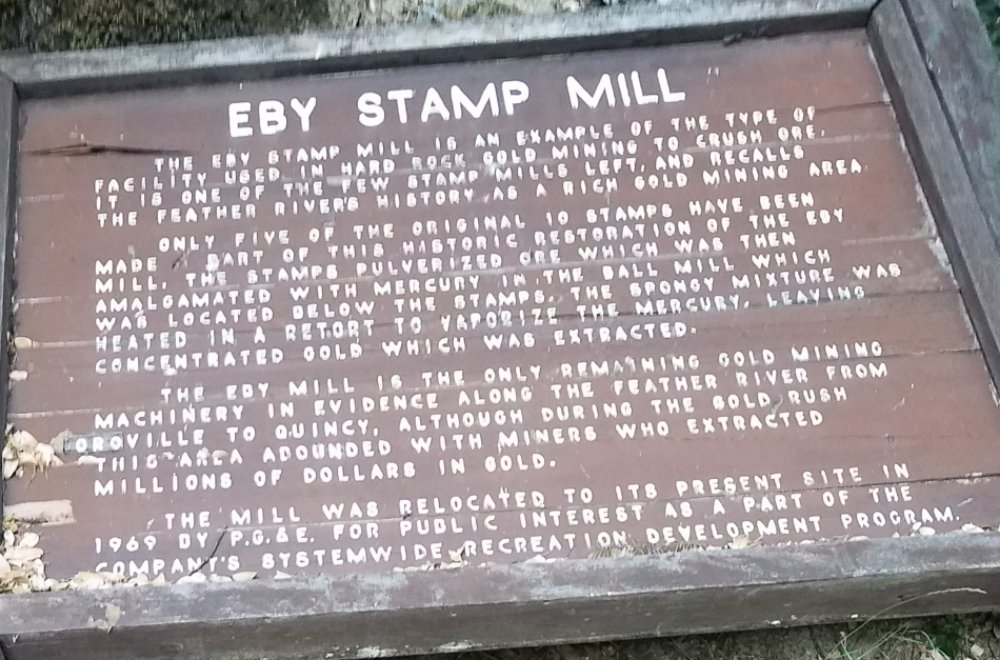 EBY STAMP MILL
THE EBY STAMP MILL IS AN EXAMPLE OF THE TYPE OF
FACILITY USED IN HARD ROCK GOLD MINING TO CRUSH ORE.
IT IS ONE OF THE FEW STAMP MILLS LEFT, AND RECALLS
THE FEATHER RIVER'S HISTORY AS A RICH GOLD MINING AREA.
ONLY FIVE OF THE ORIGINAL 10 STAMPS HAVE BEEN
MADE A PART OF THIS HISTORIC RESTORATION OF THE EBY
MILL. THE STAMPS PULVERIZED ORE WHICH WAS THEN
AMALGAMATED WITH MERCURY IN THE BALL MILL WHICH
WAS LOCATED BELOW THE STAMPS. THE SPONGY MIXTURE WAS
HEATED IN A RETORT TO VAPORIZE THE MERCURY, LEAVING
CONCENTRATED GOLD WHICH WAS EXTRACTED.
THE EBY MILL IS THE ONLY REMAINING GOLD MINING
MACHINERY IN EVIDENCE ALONG THE FEATHER RIVER FROM
OROVILLE TO QUINCY, ALTHOUGH DURING THE GOLD RUSH
THIS AREA ABOUNDED WITH MINERS WHO EXTRACTED
MILLIONS OF DOLLARS IN GOLD.
THE MILL WAS RELOCATED TO ITS PRESENT SITE IN
1969 BY P.G.&E. FOR PUBLIC INTEREST AS A PART OF THE
COMPANY'S SYSTEMWIDE RECREATION DEVELOPMENT PROGRAM.